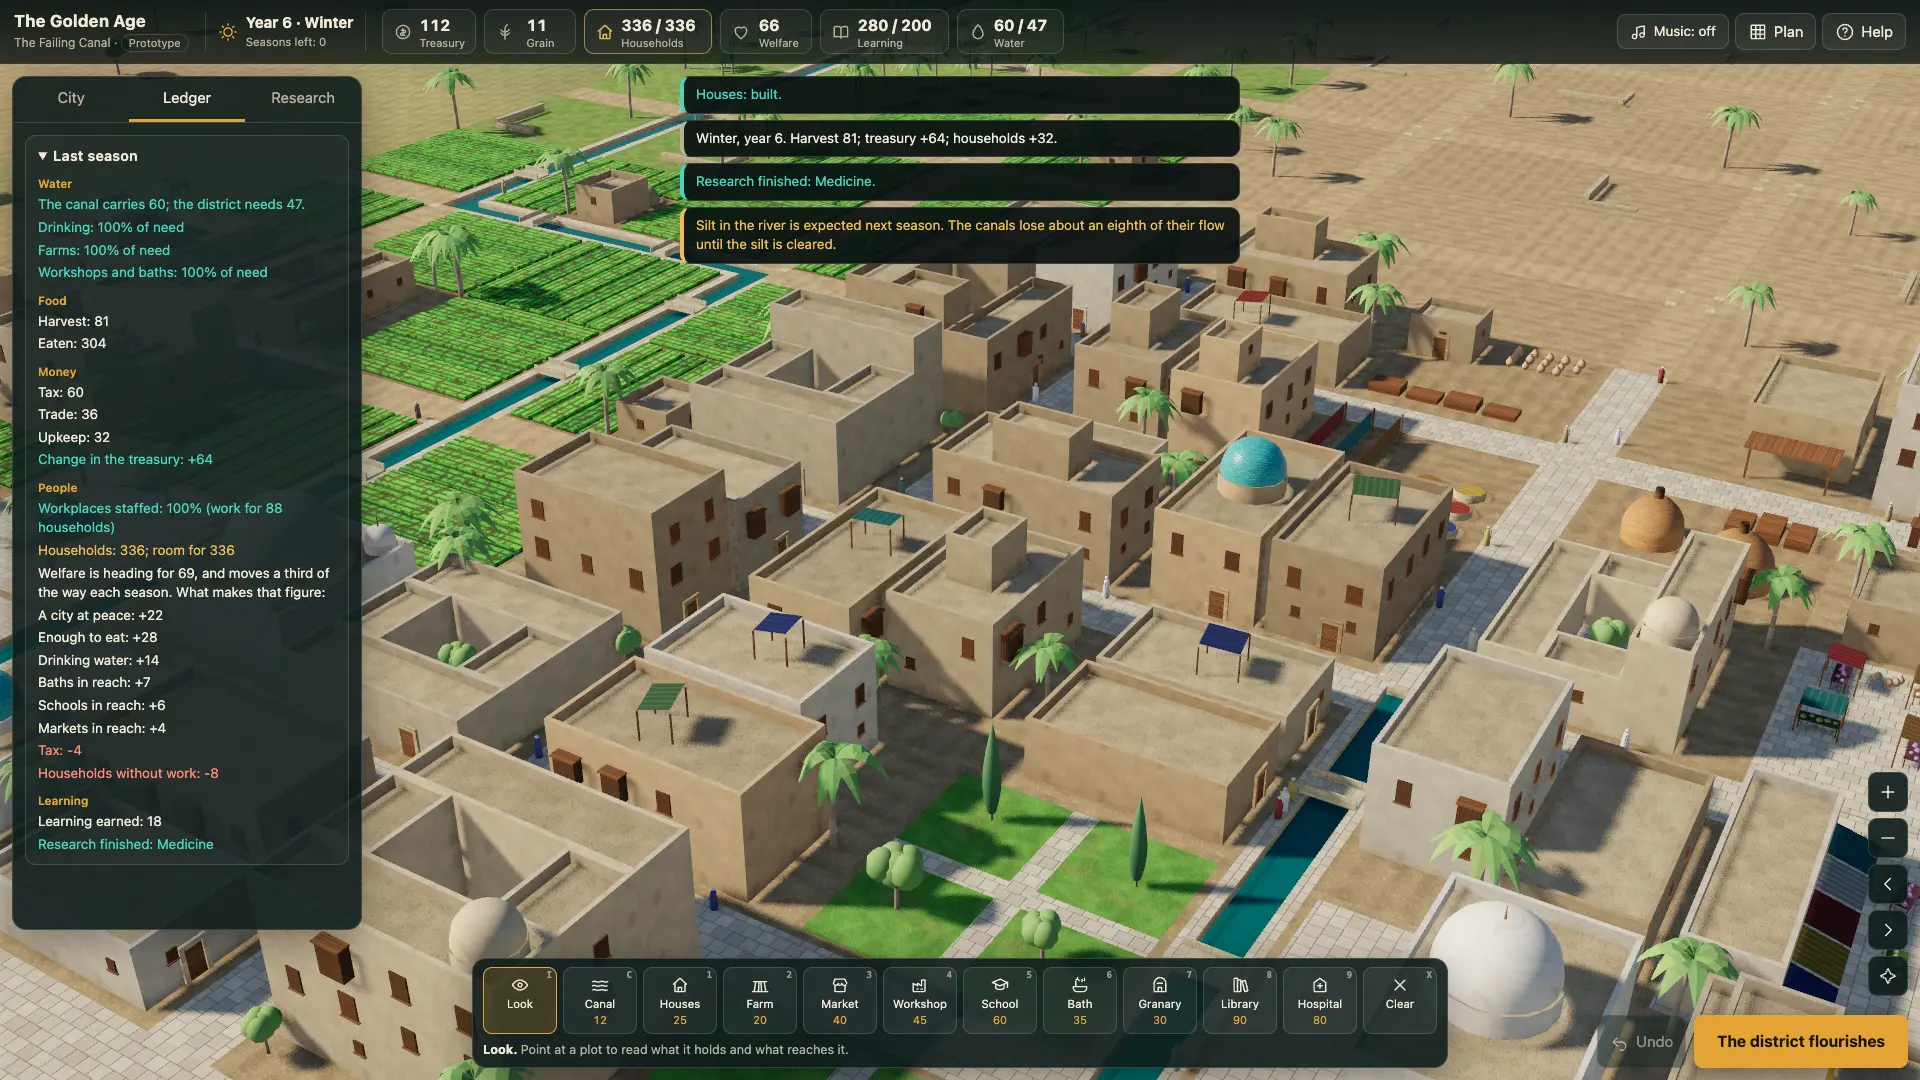 The Golden Age
The Failing Canal · Prototype
Year 6 · Winter
Seasons left: 0
112
Treasury
11
Grain
336 / 336
Households
66
Welfare
280 / 200
Learning
60 / 47
Water
Music: off
Plan
Help
City
Ledger
Research
▼ Last season
Water
The canal carries 60; the district needs 47.
Drinking: 100% of need
Farms: 100% of need
Workshops and baths: 100% of need
Food
Harvest: 81
Eaten: 304
Money
Tax: 60
Trade: 36
Upkeep: 32
Change in the treasury: +64
People
Workplaces staffed: 100% (work for 88
households)
Households: 336; room for 336
Welfare is heading for 69, and moves a third of
the way each season. What makes that figure:
A city at peace: +22
Enough to eat: +28
Drinking water: +14
Baths in reach: +7
Schools in reach: +6
Markets in reach: +4
Tax: -4
Households without work: -8
Learning
Learning earned: 18
Research finished: Medicine
Houses: built.
Winter, year 6. Harvest 81; treasury +64; households +32.
Research finished: Medicine.
Silt in the river is expected next season. The canals lose about an eighth of their flow
until the silt is cleared.
I
Look
C
Canal
12
1
Houses
25
2
Farm
20
3
Market
40
4
Workshop
45
5
School
60
6
Bath
35
7
Granary
30
8
Library
90
9
Hospital
80
X
Clear
Look. Point at a plot to read what it holds and what reaches it.
Undo
The district flourishes